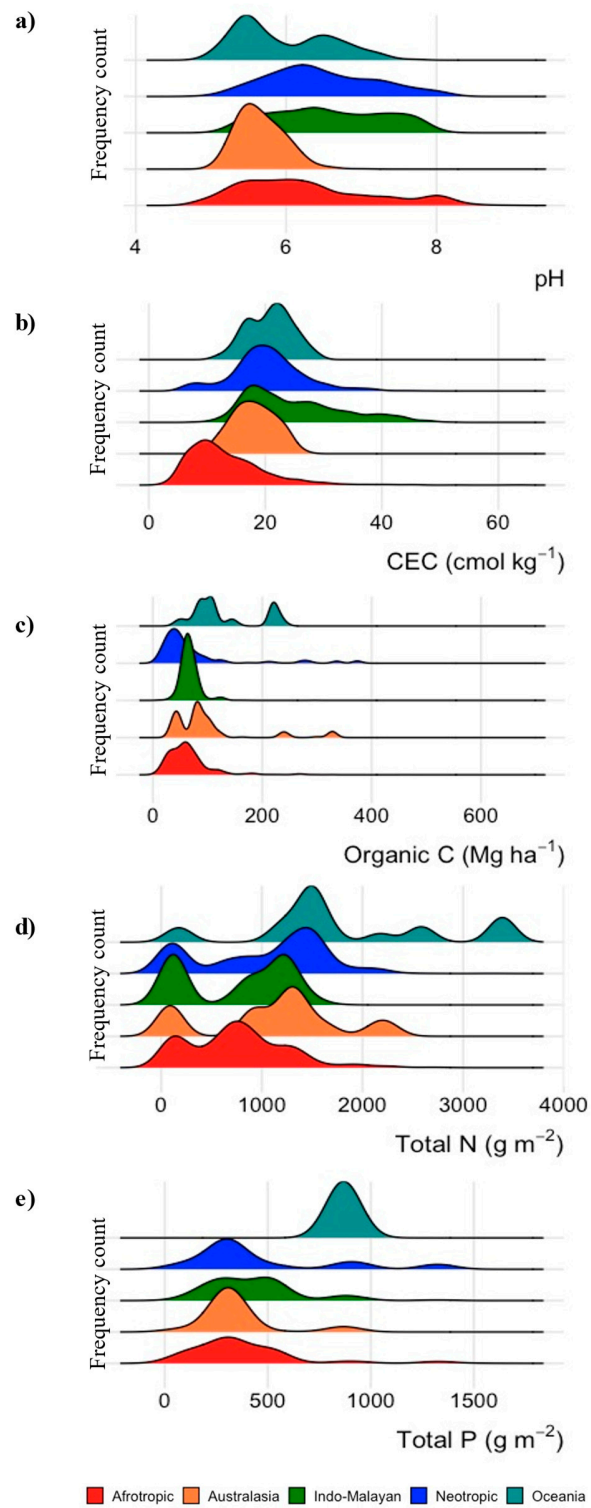 a)
Frequency count
4 6 8
pH
b)
Frequency count
0 20 40 60
CEC (cmol kg⁻¹)
c)
Frequency count
0 200 400 600
Organic C (Mg ha⁻¹)
d)
Frequency count
0 1000 2000 3000 4000
Total N (g m⁻²)
e)
Frequency count
0 500 1000 1500
Total P (g m⁻²)
Afrotropic Australasia Indo-Malayan Neotropic Oceania